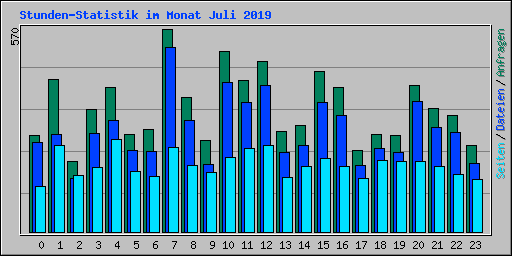 Stunden-Statistik im Monat Juli 2019
570
Seiten / Dateien / Anfragen
0 1 2 3 4 5 6 7 8 9 10 11 12 13 14 15 16 17 18 19 20 21 22 23